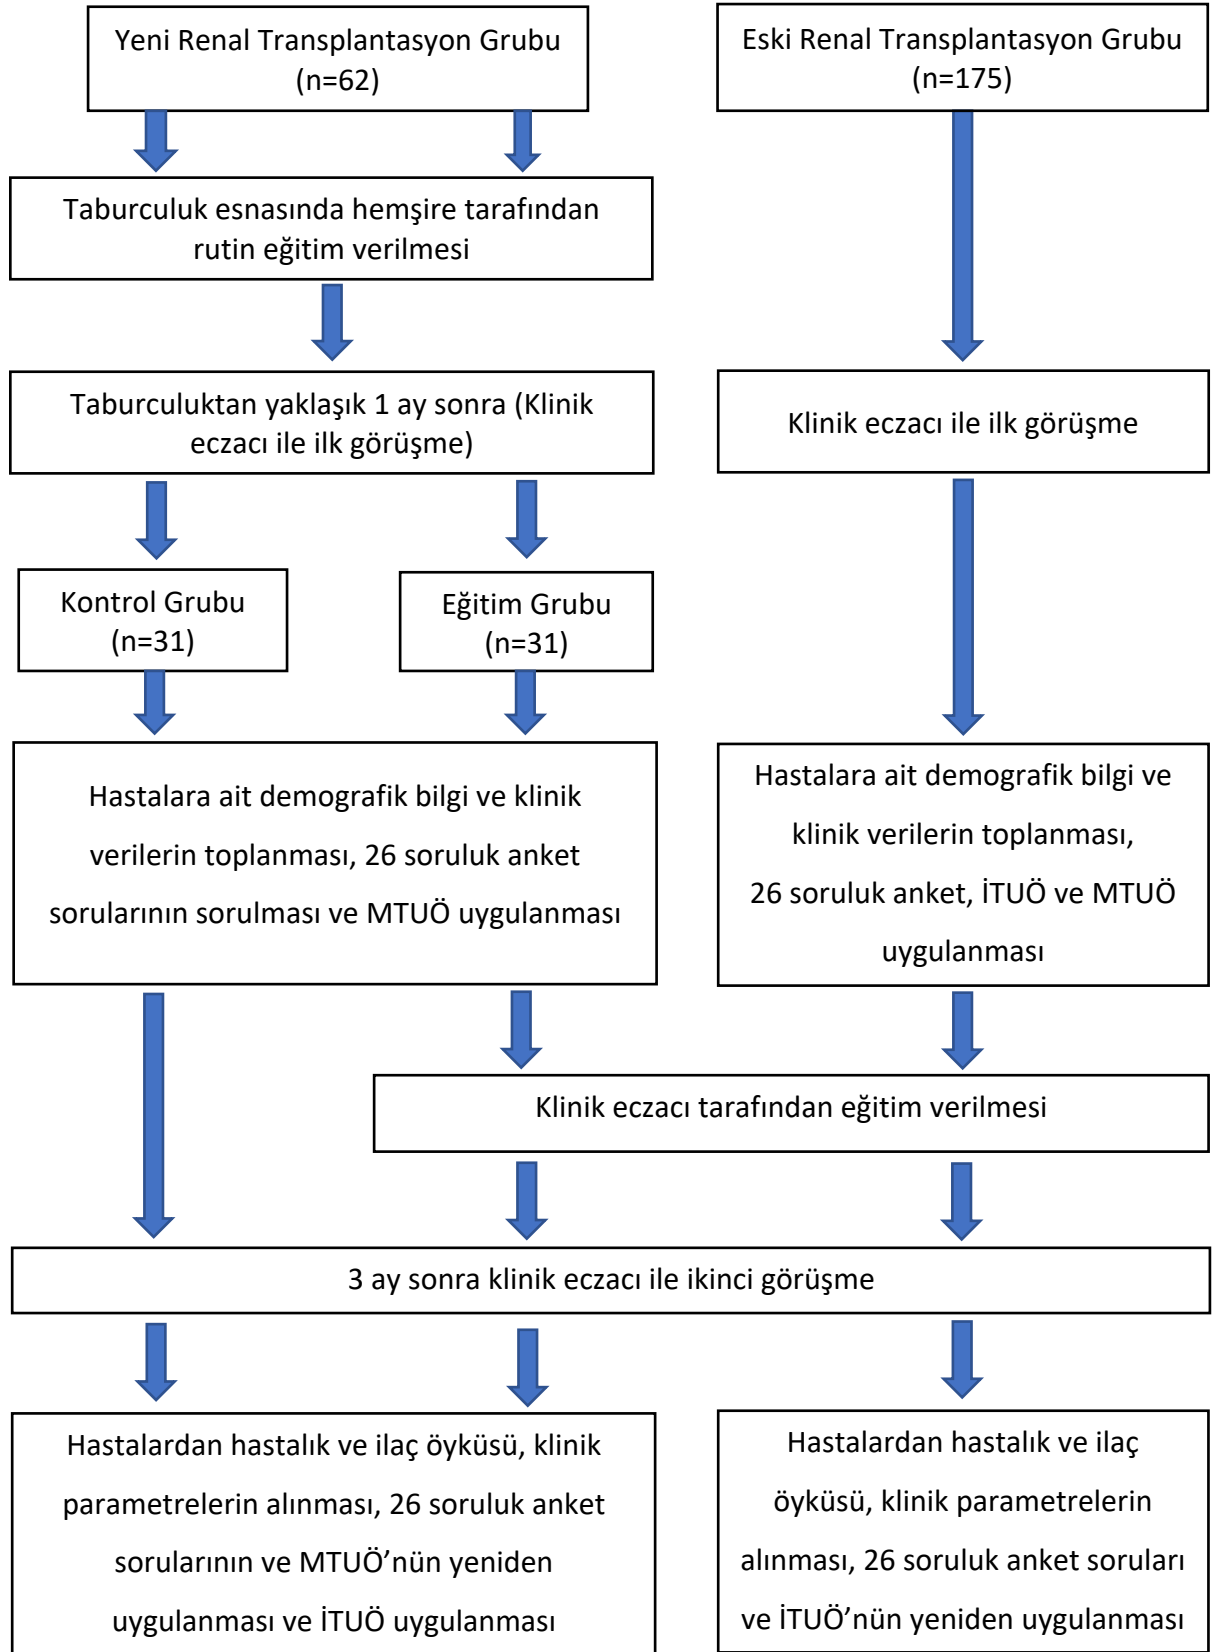 Yeni Renal Transplantasyon Grubu
(n=62)
Eski Renal Transplantasyon Grubu
(n=175)
Taburculuk esnasında hemşire tarafından
rutin eğitim verilmesi
Taburculuktan yaklaşık 1 ay sonra (Klinik
eczacı ile ilk görüşme)
Klinik eczacı ile ilk görüşme
Kontrol Grubu
(n=31)
Eğitim Grubu
(n=31)
Hastalara ait demografik bilgi ve klinik
verilerin toplanması, 26 soruluk anket
sorularının sorulması ve MTUÖ uygulanması
Hastalara ait demografik bilgi ve
klinik verilerin toplanması,
26 soruluk anket, İTUÖ ve MTUÖ
uygulanması
Klinik eczacı tarafından eğitim verilmesi
3 ay sonra klinik eczacı ile ikinci görüşme
Hastalardan hastalık ve ilaç öyküsü, klinik
parametrelerin alınması, 26 soruluk anket
sorularının ve MTUÖ’nün yeniden
uygulanması ve İTUÖ uygulanması
Hastalardan hastalık ve ilaç
öyküsü, klinik parametrelerin
alınması, 26 soruluk anket soruları
ve İTUÖ’nün yeniden uygulanması